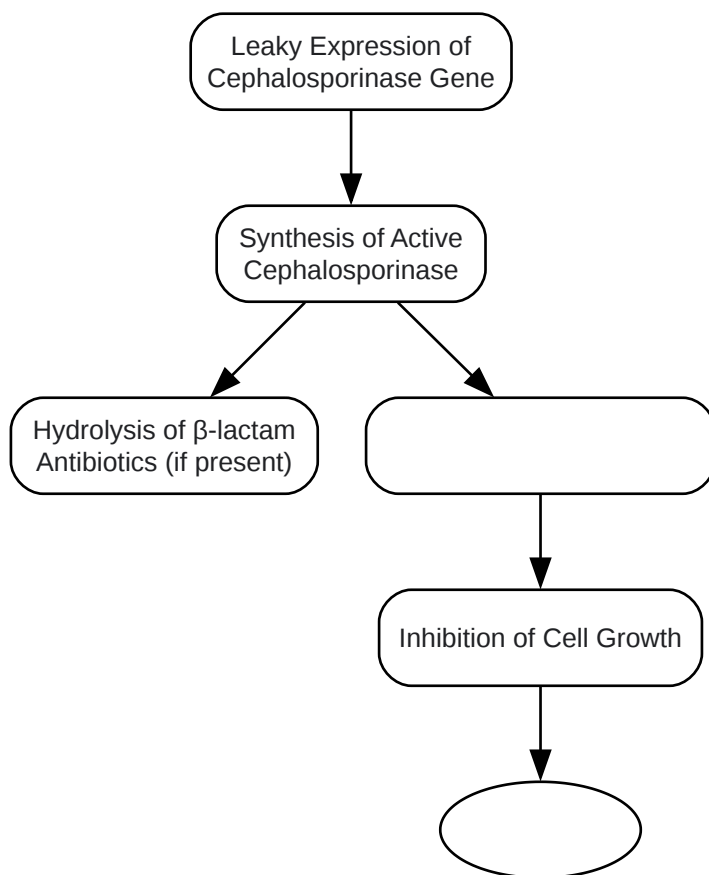 Leaky Expression of
Cephalosporinase Gene
Synthesis of Active
Cephalosporinase
Hydrolysis of β-lactam
Antibiotics (if present)
Inhibition of Cell Growth